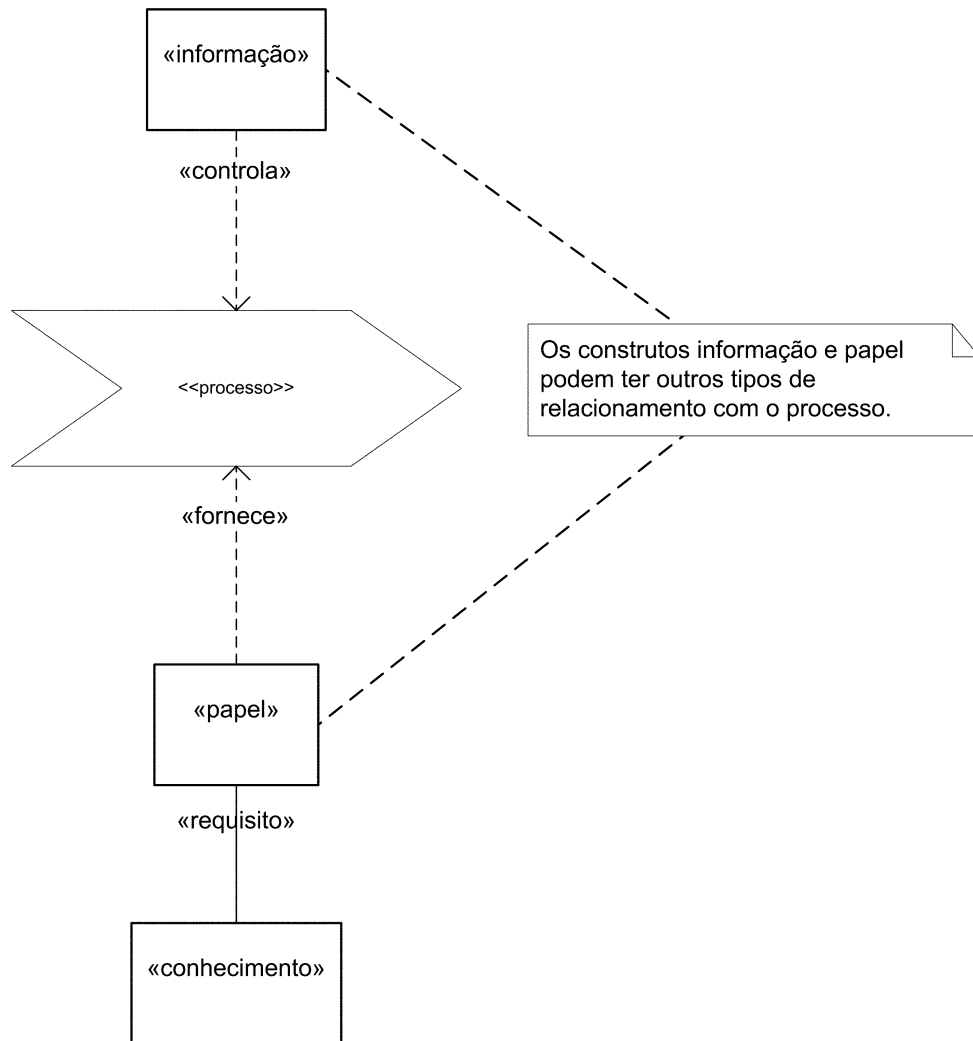 «informação»
«controla»
<<processo>>
Os construtos informação e papel
podem ter outros tipos de
relacionamento com o processo.
«fornece»
«papel»
«requisito»
«conhecimento»